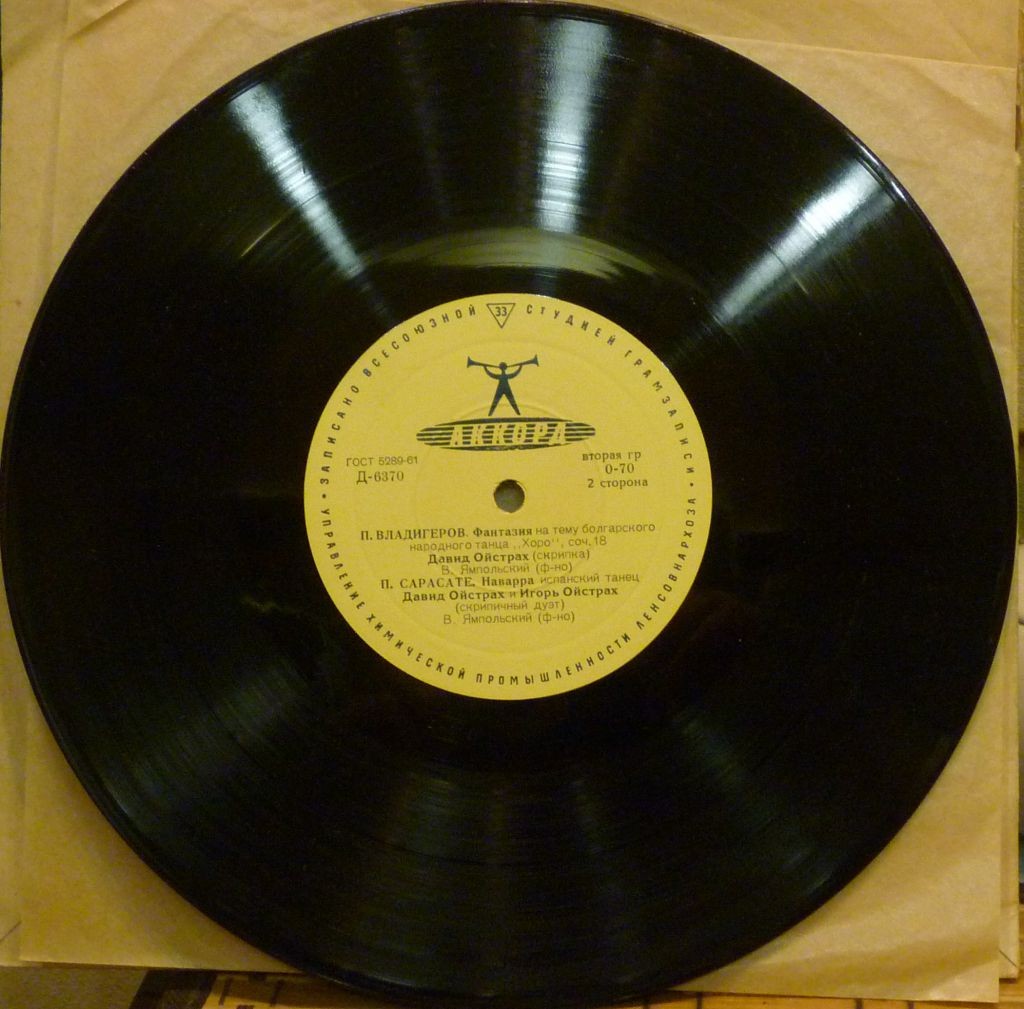 ЗАПИСАНО ВСЕСОЮЗНОЙ 33 СТУДИЕЙ ГРАМЗАПИСИ
АККОРД
ГОСТ 5289-61
Д-6370
вторая гр
0-70
2 сторона
П. ВЛАДИГЕРОВ. Фантазия на тему болгарского
народного танца „Хоро", соч. 18
Давид Ойстрах (скрипка)
В. Ямпольский (ф-но)
П. САРАСАТЕ. Наварра испанский танец
Давид Ойстрах и Игорь Ойстрах
(скрипичный дуэт)
В. Ямпольский (ф-но)
• УПРАВЛЕНИЕ ХИМИЧЕСКОЙ ПРОМЫШЛЕННОСТИ ЛЕНСОВНАРХОЗА •